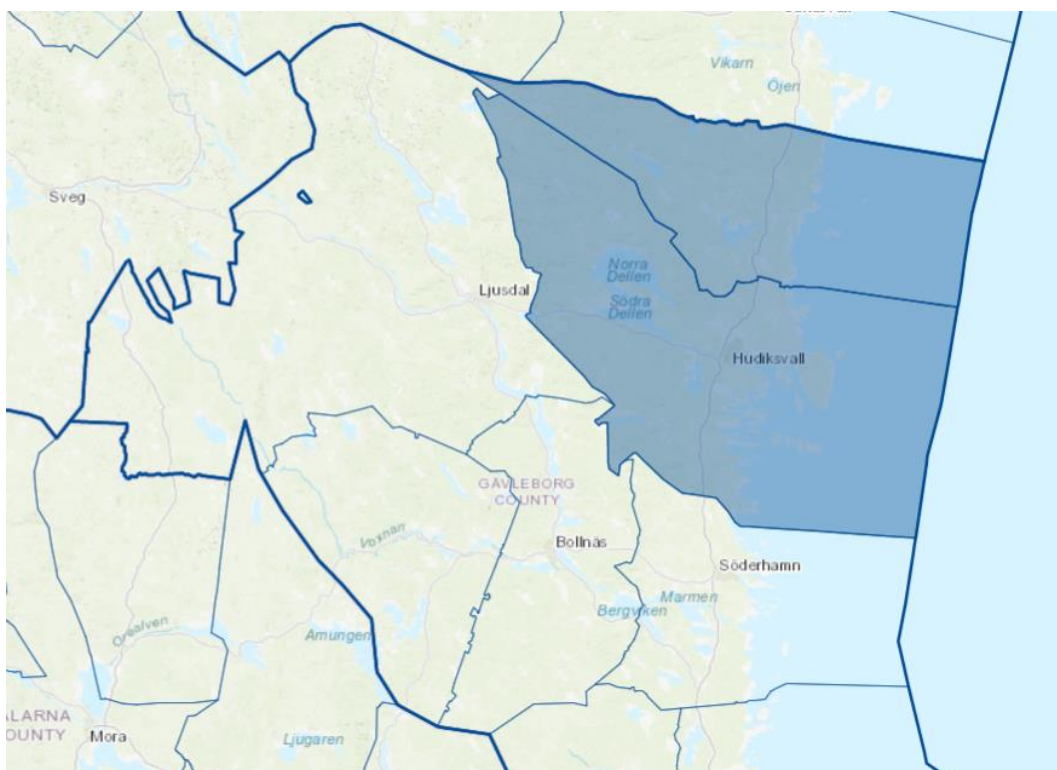 Vikarn
Öjen
Sveg
Norra
Dellen
Ljusdal
Södra
Dellen
Hudiksvall
GÄVLEBORG
COUNTY
Voxnan
Bollnäs
Söderhamn
Marmen
Bergviken
Oreälven
Amungen
ALARNA
OUNTY
Mora
Ljugaren